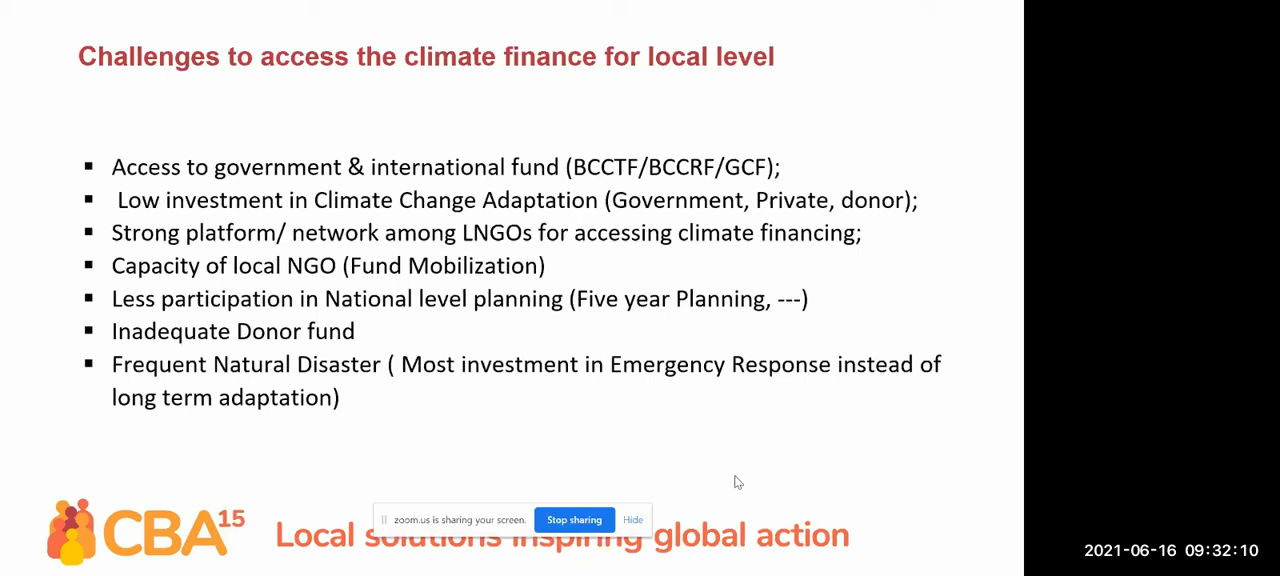 Challenges to access the climate finance for local level
▪ Access to government & international fund (BCCTF/BCCRF/GCF);
▪ Low investment in Climate Change Adaptation (Government, Private, donor);
▪ Strong platform/ network among LNGOs for accessing climate financing;
▪ Capacity of local NGO (Fund Mobilization)
▪ Less participation in National level planning (Five year Planning, ---)
▪ Inadequate Donor fund
▪ Frequent Natural Disaster ( Most investment in Emergency Response instead of
long term adaptation)
zoom.us is sharing your screen. Stop sharing Hide
CBA15 Local solutions inspiring global action
2021-06-16 09:32:10